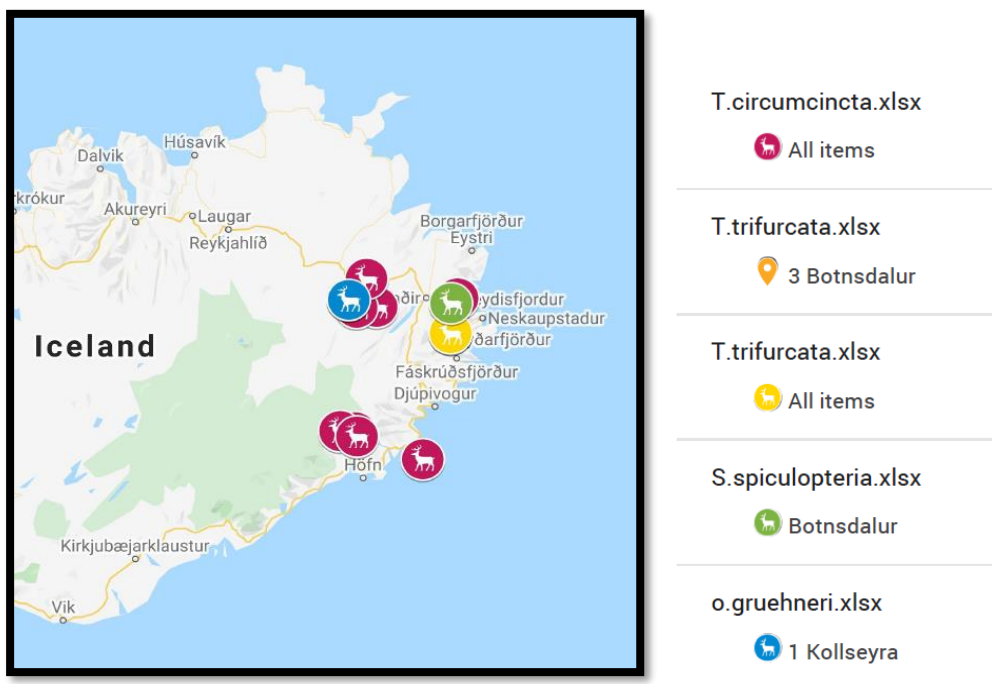 Húsavík
Dalvik
rkrókur
Akureyri
Laugar
Reykjahlíð
Borgarfjörður
Eystri
ðir
ydisfjordur
Neskaupstadur
ðarfjörður
Fáskrúðsfjörður
Djúpivogur
Iceland
Höfn
Kirkjubæjarklaustur
Vik
T.circumcincta.xlsx
All items
T.trifurcata.xlsx
3 Botnsdalur
T.trifurcata.xlsx
All items
S.spiculopteria.xlsx
Botnsdalur
o.gruehneri.xlsx
1 Kollseyra